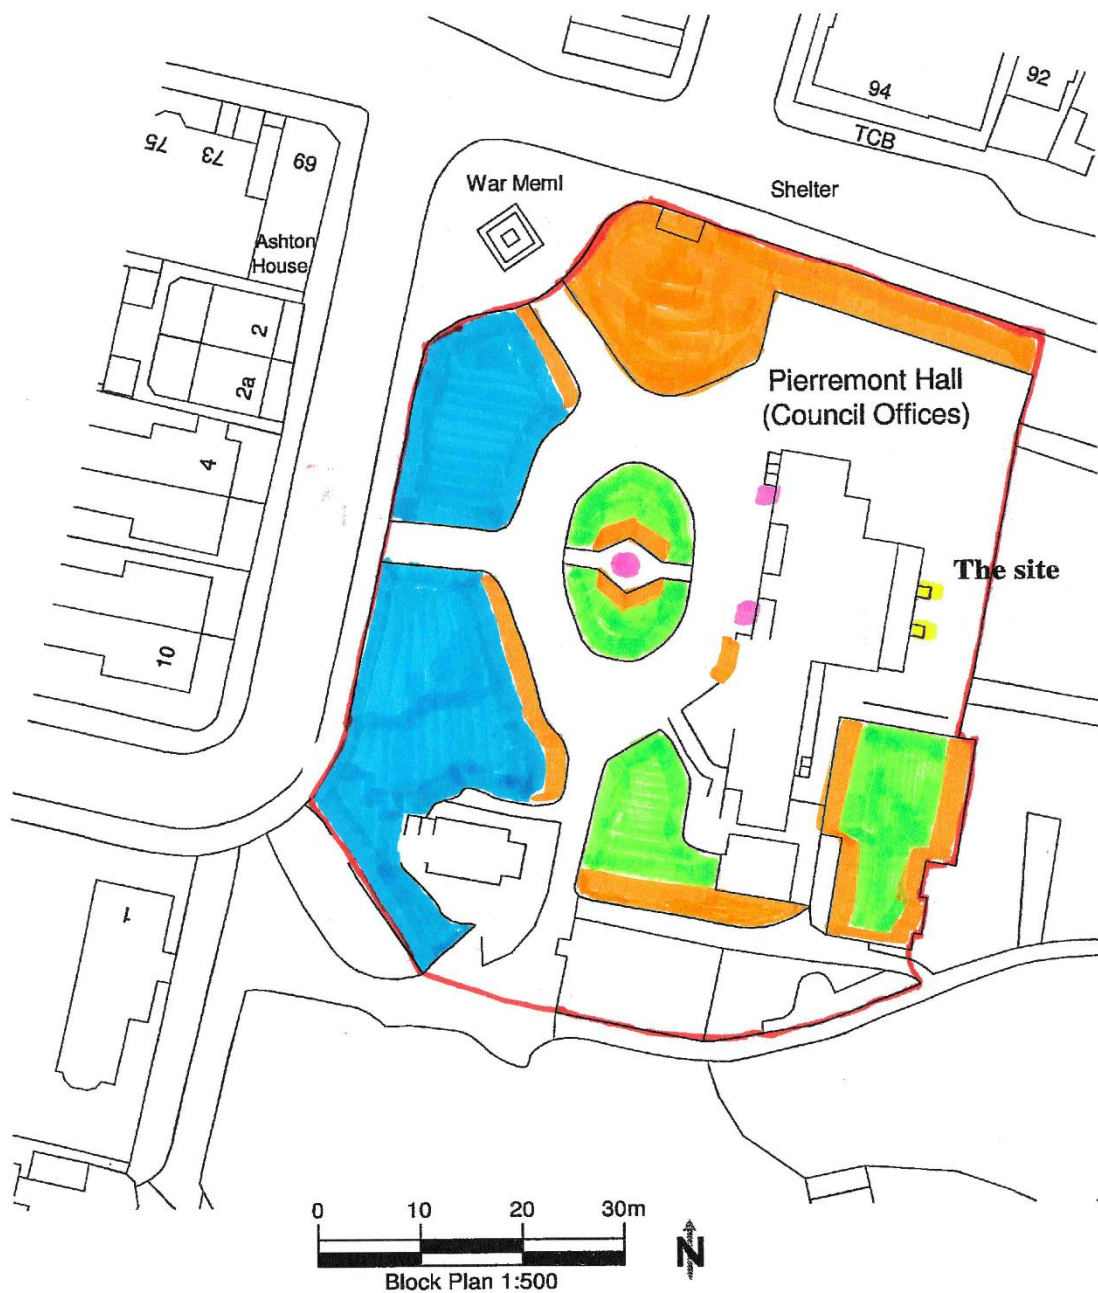 94
92
TCB
75
73
69
War Meml
Shelter
Ashton
House
2
2a
Pierremont Hall
(Council Offices)
4
The site
10
1
0 10 20 30m
N
Block Plan 1:500